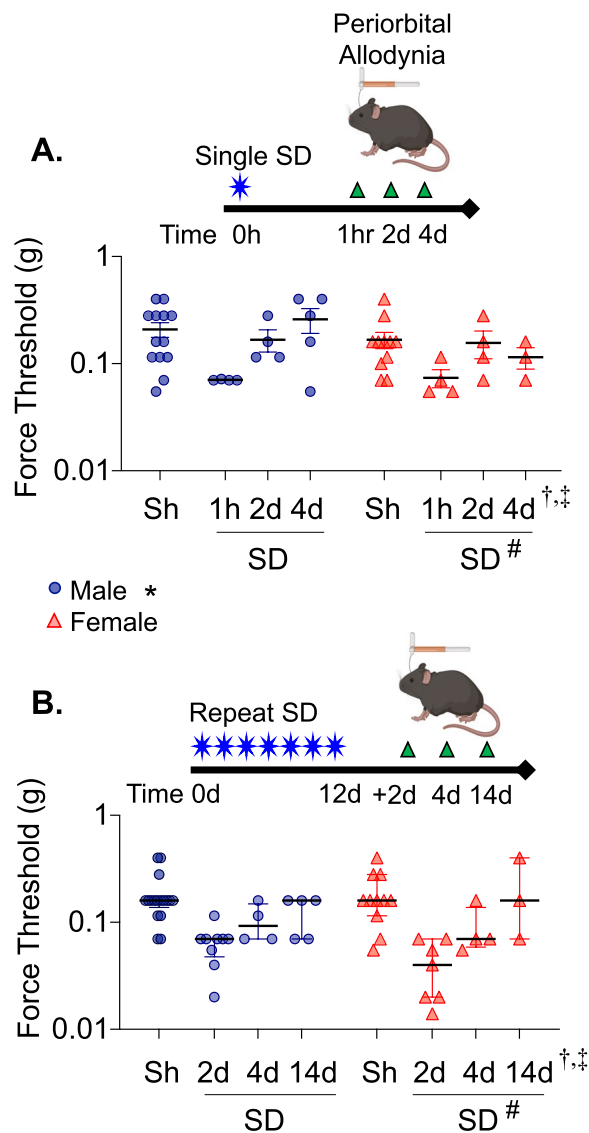 Periorbital
Allodynia
A.
Single SD
Time 0h 1hr 2d 4d
Force Threshold (g)
1
0.1
0.01
Sh 1h 2d 4d Sh 1h 2d 4d †,‡
SD SD #
Male *
Female
B.
Repeat SD
Time 0d 12d +2d 4d 14d
Force Threshold (g)
1
0.1
0.01
Sh 2d 4d 14d Sh 2d 4d 14d †,‡
SD SD #